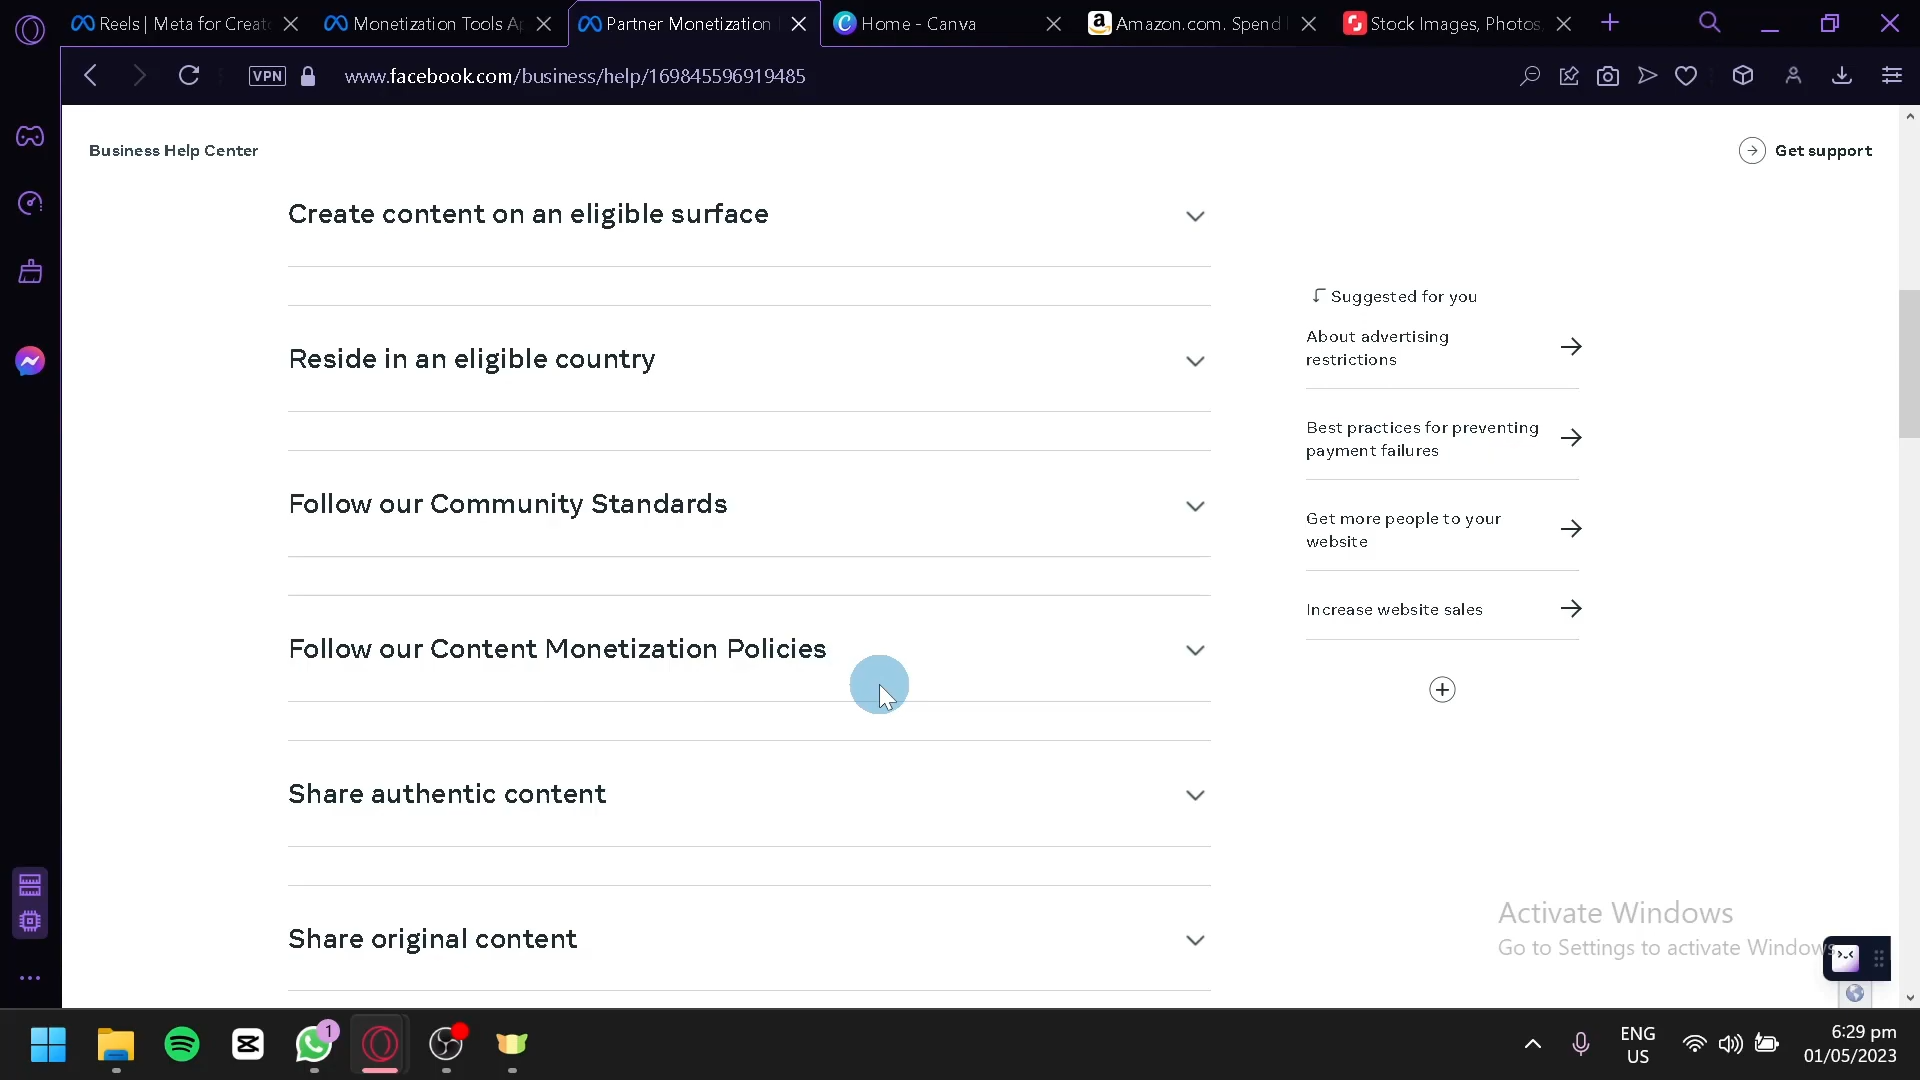 Reels | Meta for Creat
Monetization Tools A
Partner Monetization
Home - Canva
Amazon.com. Spend
Stock Images, Photos,
VPN
www.facebook.com/business/help/169845596919485
Business Help Center
Get support
Create content on an eligible surface
Reside in an eligible country
Follow our Community Standards
Follow our Content Monetization Policies
Share authentic content
Share original content
Suggested for you
About advertising
restrictions
Best practices for preventing
payment failures
Get more people to your
website
Increase website sales
Activate Windows
Go to Settings to activate Windows
1
ENG
US
6:29 pm
01/05/2023